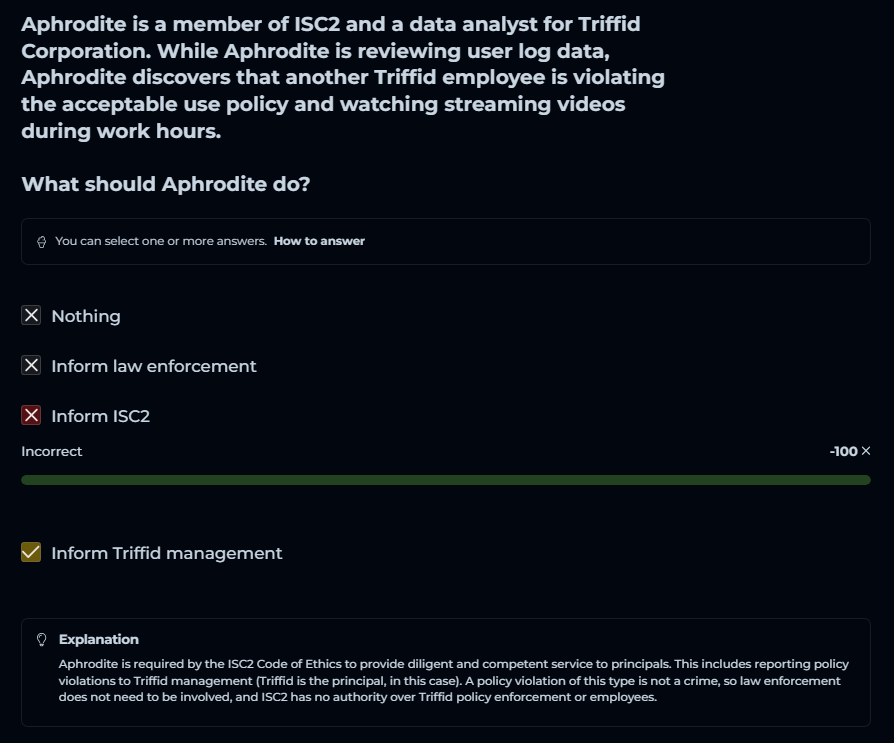 Aphrodite is a member of ISC2 and a data analyst for Triffid
Corporation. While Aphrodite is reviewing user log data,
Aphrodite discovers that another Triffid employee is violating
the acceptable use policy and watching streaming videos
during work hours.
What should Aphrodite do?
You can select one or more answers. How to answer
Nothing
Inform law enforcement
Inform ISC2
Incorrect -100 ×
Inform Triffid management
Explanation
Aphrodite is required by the ISC2 Code of Ethics to provide diligent and competent service to principals. This includes reporting policy
violations to Triffid management (Triffid is the principal, in this case). A policy violation of this type is not a crime, so law enforcement
does not need to be involved, and ISC2 has no authority over Triffid policy enforcement or employees.